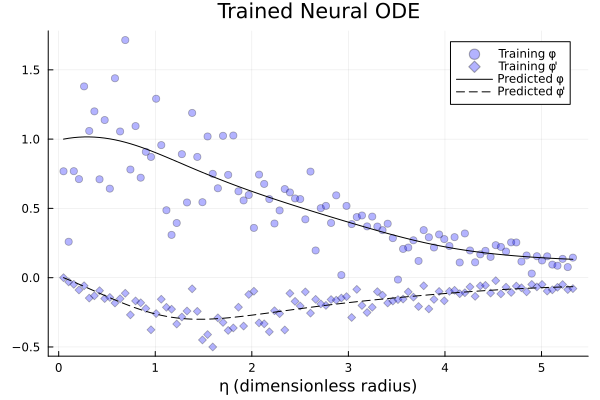 Trained Neural ODE
Training φ
Training φ'
Predicted φ
Predicted φ'
1.5
1.0
0.5
0.0
−0.5
0 1 2 3 4 5
η (dimensionless radius)